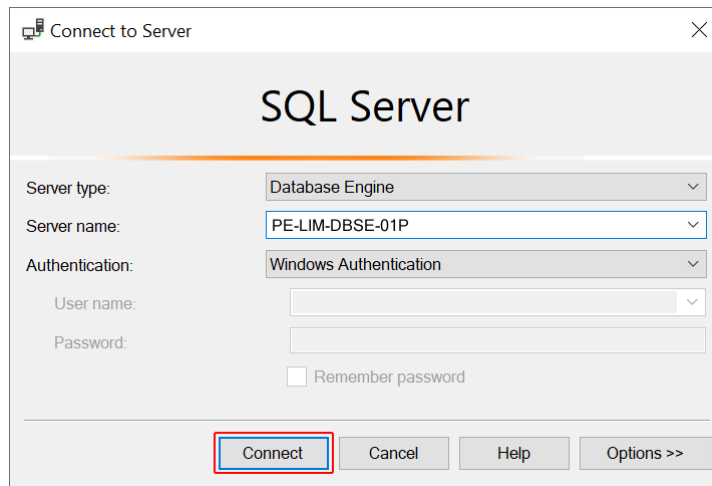 Connect to Server
SQL Server
Server type: Database Engine
Server name: PE-LIM-DBSE-01P
Authentication: Windows Authentication
User name:
Password:
Remember password
Connect Cancel Help Options >>